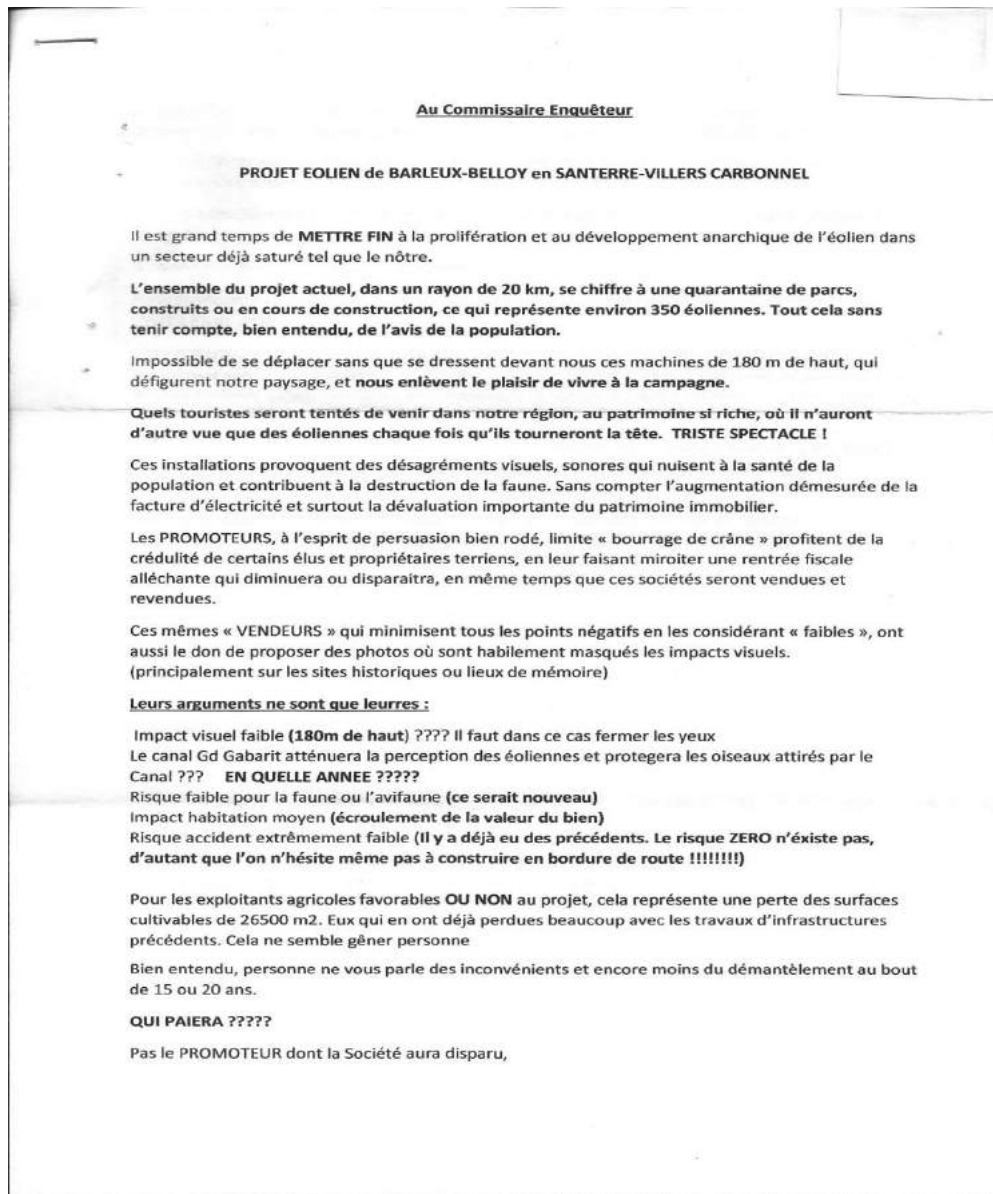 Au Commissaire Enquêteur
PROJET EOLIEN de BARLEUX-BELLOY en SANTERRE-VILLERS CARBONNEL
Il est grand temps de METTRE FIN à la prolifération et au développement anarchique de l'éolien dans
un secteur déjà saturé tel que le nôtre.
L'ensemble du projet actuel, dans un rayon de 20 km, se chiffre à une quarantaine de parcs,
construits ou en cours de construction, ce qui représente environ 350 éoliennes. Tout cela sans
tenir compte, bien entendu, de l'avis de la population.
Impossible de se déplacer sans que se dressent devant nous ces machines de 180 m de haut, qui
défigurent notre paysage, et nous enlèvent le plaisir de vivre à la campagne.
Quels touristes seront tentés de venir dans notre région, au patrimoine si riche, où il n'auront
d'autre vue que des éoliennes chaque fois qu'ils tourneront la tête. TRISTE SPECTACLE !
Ces installations provoquent des désagréments visuels, sonores qui nuisent à la santé de la
population et contribuent à la destruction de la faune. Sans compter l'augmentation démesurée de la
facture d'électricité et surtout la dévaluation importante du patrimoine immobilier.
Les PROMOTEURS, à l'esprit de persuasion bien rodé, limite « bourrage de crâne » profitent de la
crédulité de certains élus et propriétaires terriens, en leur faisant miroiter une rentrée fiscale
alléchante qui diminuera ou disparaitra, en même temps que ces sociétés seront vendues et
revendues.
Ces mêmes « VENDEURS » qui minimisent tous les points négatifs en les considérant « faibles », ont
aussi le don de proposer des photos où sont habilement masqués les impacts visuels.
(principalement sur les sites historiques ou lieux de mémoire)
Leurs arguments ne sont que leurres :
Impact visuel faible (180m de haut) ???? Il faut dans ce cas fermer les yeux
Le canal Gd Gabarit atténuera la perception des éoliennes et protegera les oiseaux attirés par le
Canal ??? EN QUELLE ANNEE ?????
Risque faible pour la faune ou l'avifaune (ce serait nouveau)
Impact habitation moyen (écroulement de la valeur du bien)
Risque accident extrêmement faible (Il y a déjà eu des précédents. Le risque ZERO n'éxiste pas,
d'autant que l'on n'hésite même pas à construire en bordure de route !!!!!!!!)
Pour les exploitants agricoles favorables OU NON au projet, cela représente une perte des surfaces
cultivables de 26500 m2. Eux qui en ont déjà perdues beaucoup avec les travaux d'infrastructures
précédents. Cela ne semble gêner personne
Bien entendu, personne ne vous parle des inconvénients et encore moins du démantèlement au bout
de 15 ou 20 ans.
QUI PAIERA ?????
Pas le PROMOTEUR dont la Société aura disparu,